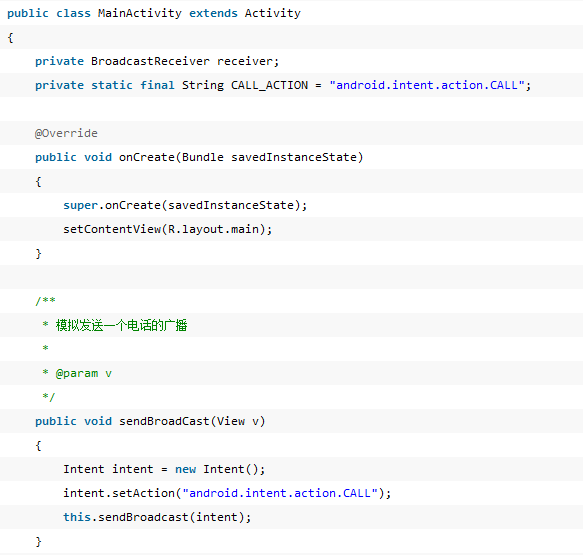 public class MainActivity extends Activity
{
    private BroadcastReceiver receiver;
    private static final String CALL_ACTION = "android.intent.action.CALL";

    @Override
    public void onCreate(Bundle savedInstanceState)
    {
        super.onCreate(savedInstanceState);
        setContentView(R.layout.main);
    }

    /**
     * 模拟发送一个电话的广播
     *
     * @param v
     */
    public void sendBroadCast(View v)
    {
        Intent intent = new Intent();
        intent.setAction("android.intent.action.CALL");
        this.sendBroadcast(intent);
    }